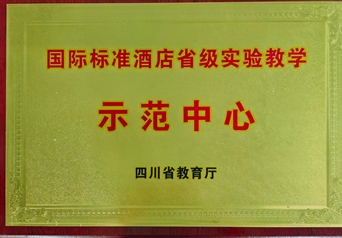 国际标准酒店省级实验教学
示范中心
四川省教育厅